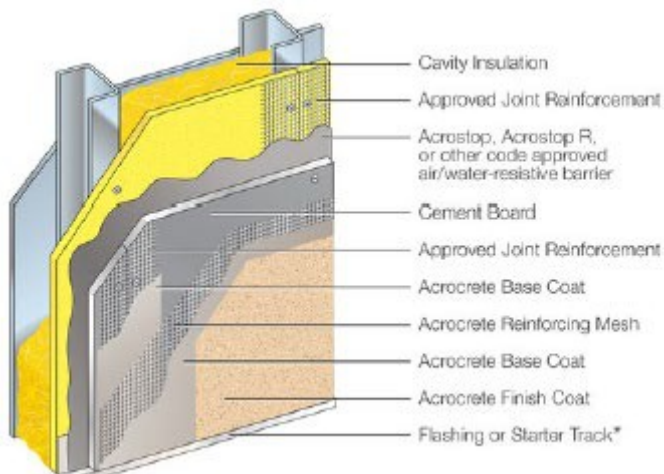 Cavity Insulation
Approved Joint Reinforcement
Acrostop, Acrostop R,
or other code approved
air/water-resistive barrier
Cement Board
Approved Joint Reinforcement
Acrocrete Base Coat
Acrocrete Reinforcing Mesh
Acrocrete Base Coat
Acrocrete Finish Coat
Flashing or Starter Track*